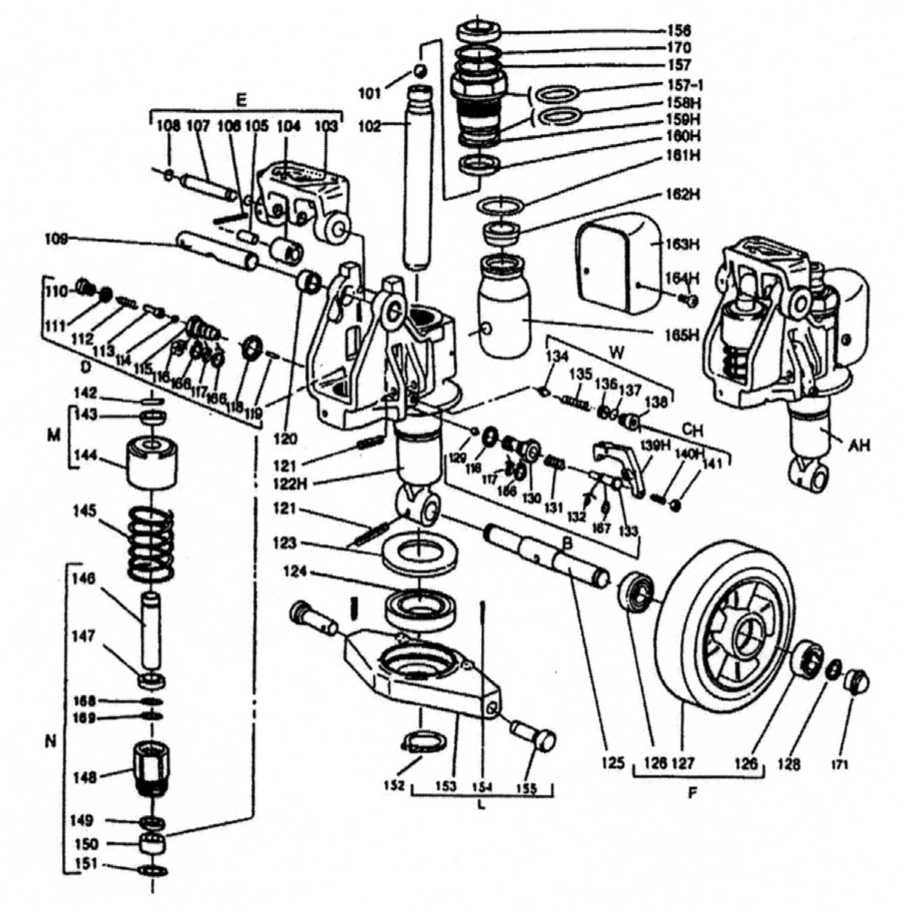 156
170
157
157-1
158H
159H
160H
161H
162H
163H
164H
165H
101
102
E
108 107 106 105 104 103
109
110
111
112
113
114
115
116
166
117
166
118
119
D
120
121
122H
121
123
124
142
143
M
144
145
146
147
168
169
N
148
149
150
151
W
134
135
136
137
138
CH
139H
140H
141
129
118
117
166
130
131
132
167
133
B
AH
152
153
154
155
L
125
126
127
126
128
171
F